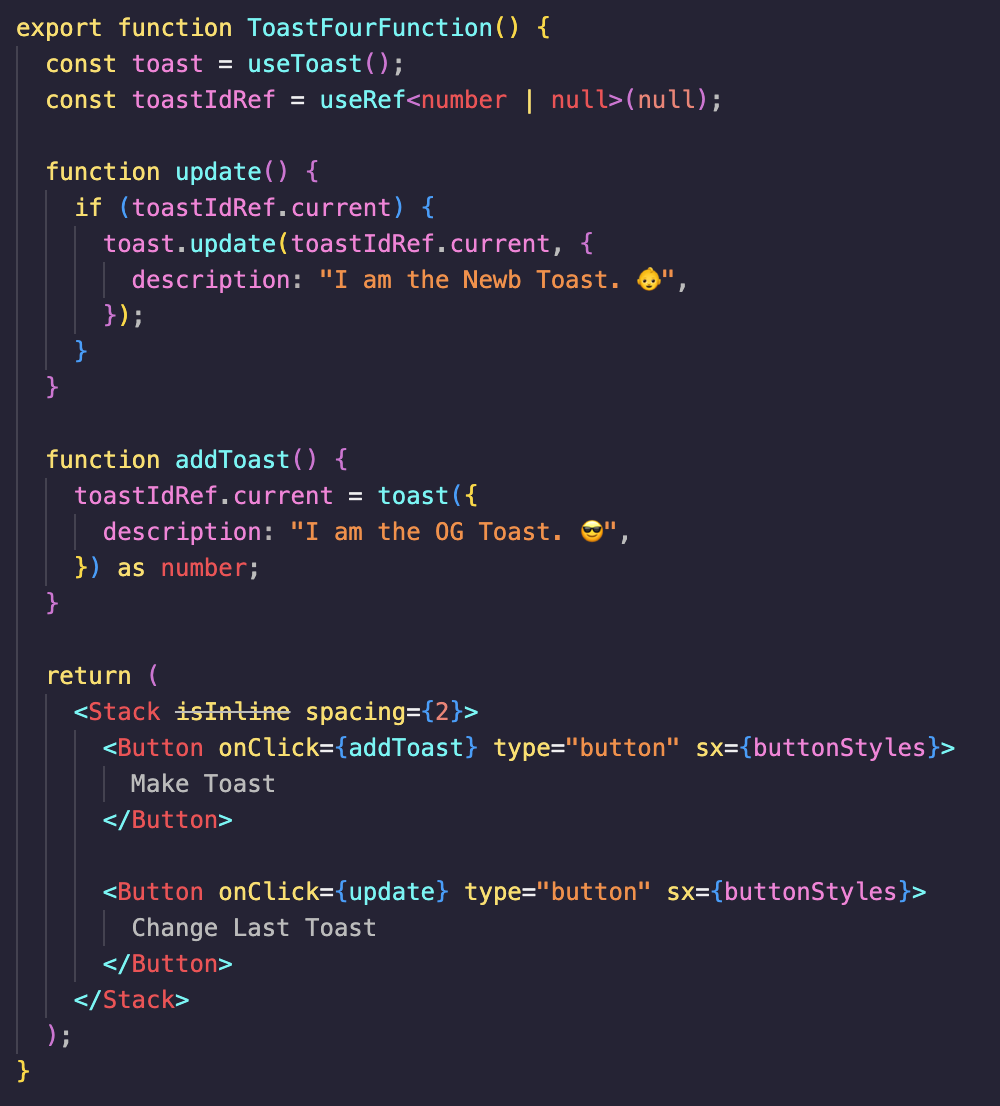 export function ToastFourFunction() {
  const toast = useToast();
  const toastIdRef = useRef<number | null>(null);

  function update() {
    if (toastIdRef.current) {
      toast.update(toastIdRef.current, {
        description: "I am the Newb Toast. 👶",
      });
    }
  }

  function addToast() {
    toastIdRef.current = toast({
      description: "I am the OG Toast. 😎",
    }) as number;
  }

  return (
    <Stack isInline spacing={2}>
      <Button onClick={addToast} type="button" sx={buttonStyles}>
        Make Toast
      </Button>

      <Button onClick={update} type="button" sx={buttonStyles}>
        Change Last Toast
      </Button>
    </Stack>
  );
}